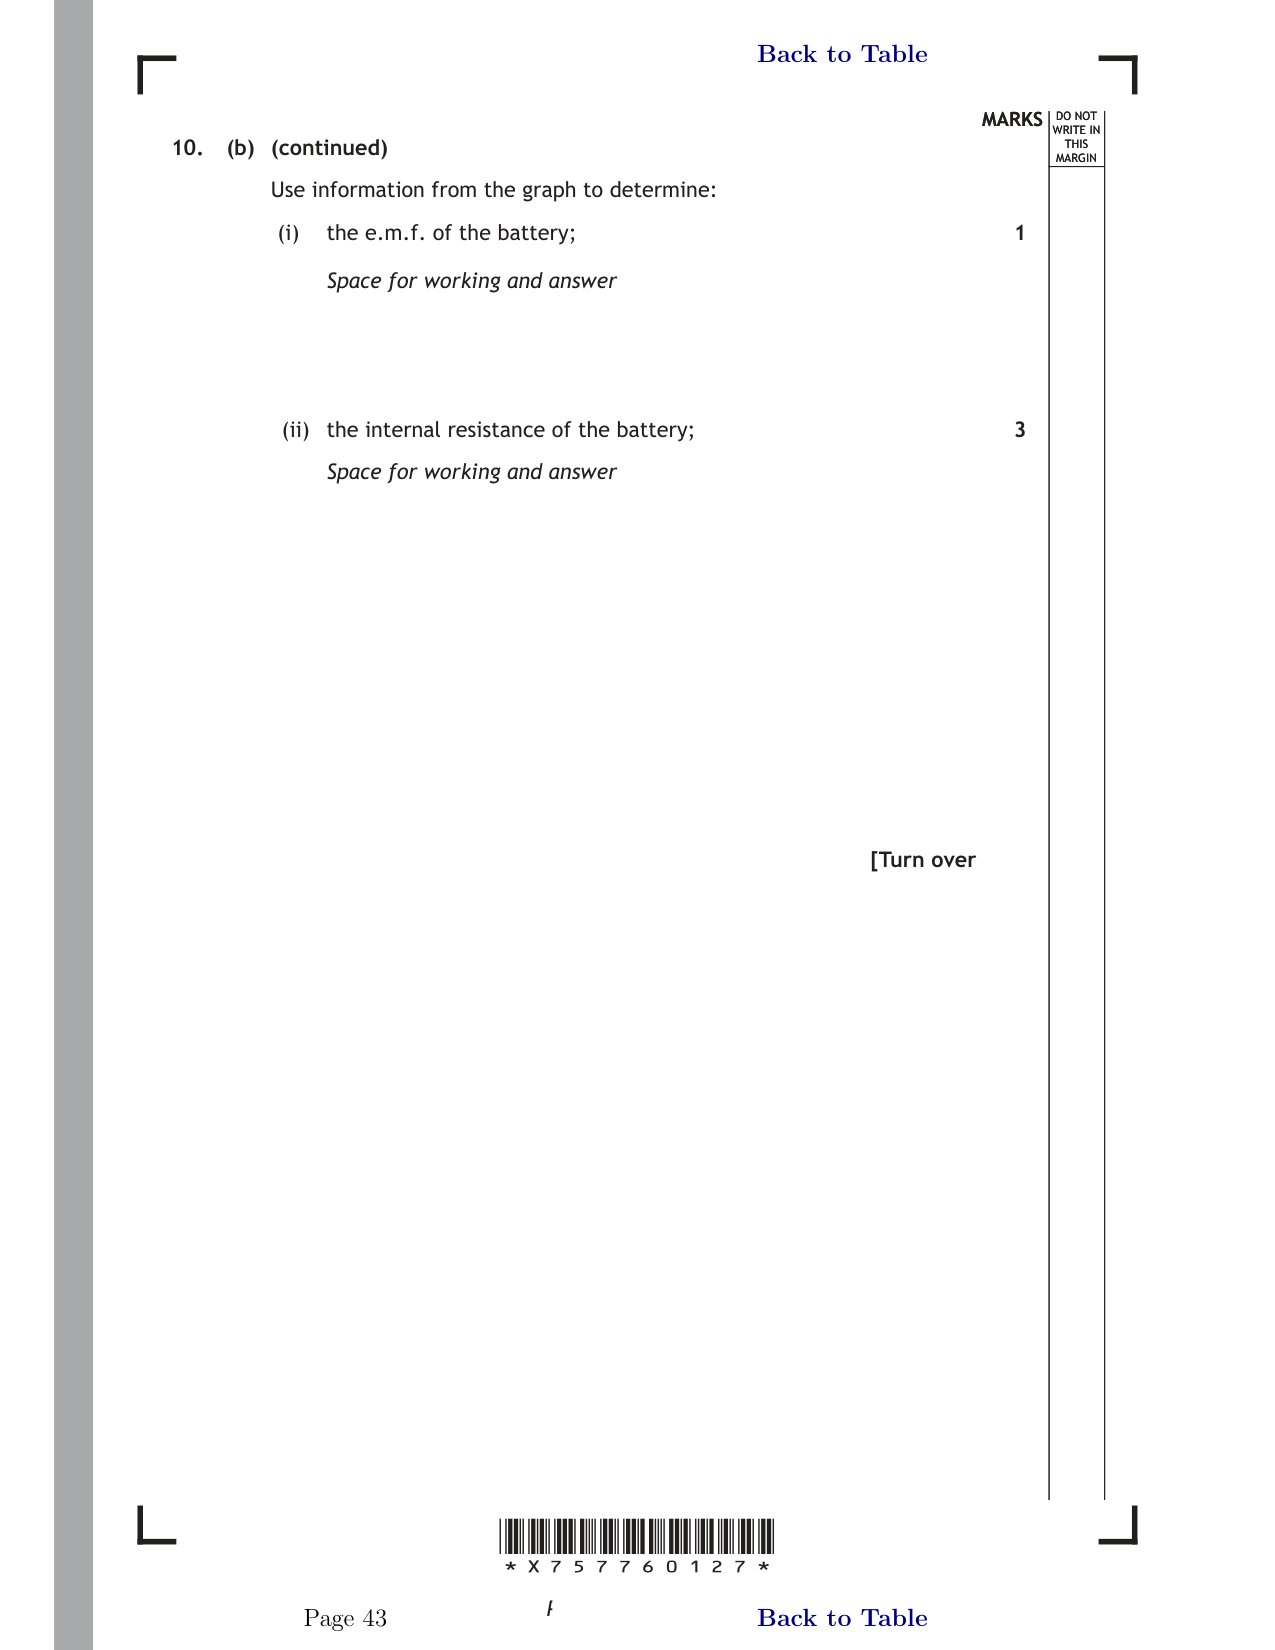 Back to Table
MARKS
DO NOT
WRITE IN
THIS
MARGIN
10. (b) (continued)
Use information from the graph to determine:
(i) the e.m.f. of the battery; 1
Space for working and answer
(ii) the internal resistance of the battery; 3
Space for working and answer
[Turn over
*X757760127*
Page 43
Back to Table